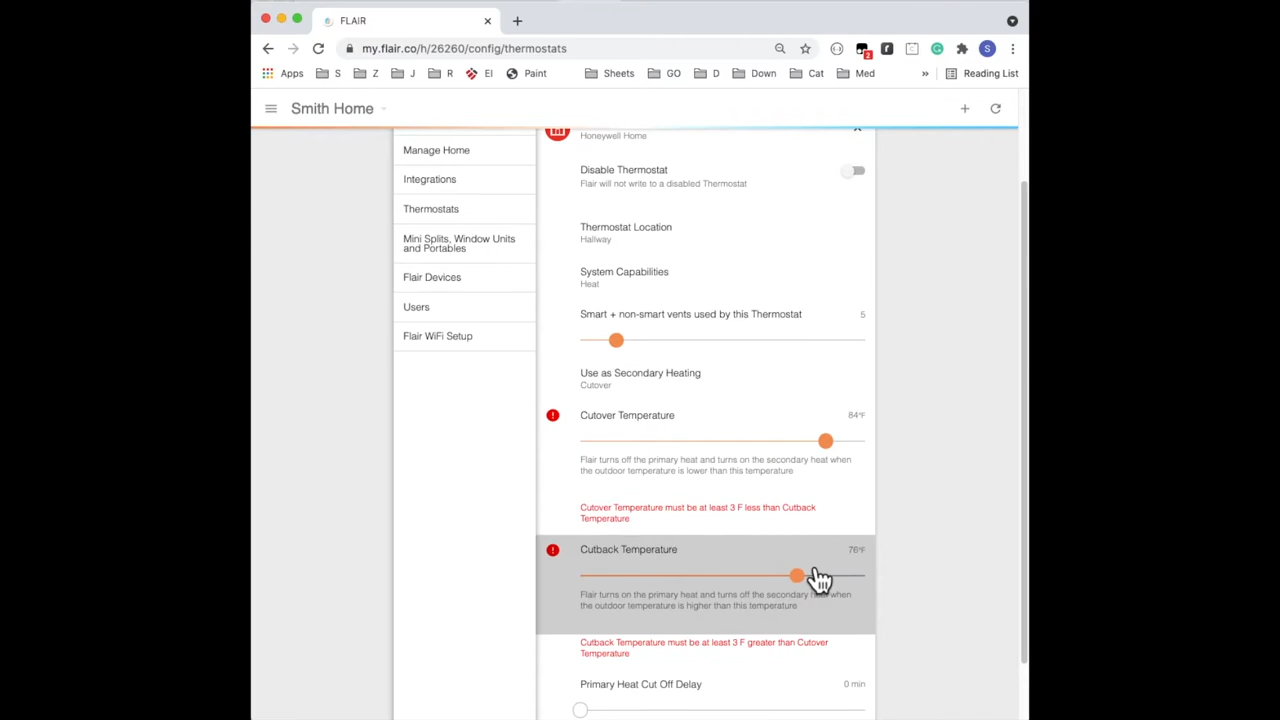 FLAIR
my.flair.co/h/26260/config/thermostats
2
S
Apps S Z J R EI Paint Sheets GO D Down Cat Med » Reading List
Smith Home
Manage Home
Integrations
Thermostats
Mini Splits, Window Units
and Portables
Flair Devices
Users
Flair WiFi Setup
Honeywell Home
Disable Thermostat
Flair will not write to a disabled Thermostat
Thermostat Location
Hallway
System Capabilities
Heat
Smart + non-smart vents used by this Thermostat 5
Use as Secondary Heating
Cutover
Cutover Temperature 84°F
Flair turns off the primary heat and turns on the secondary heat when
the outdoor temperature is lower than this temperature
Cutover Temperature must be at least 3 F less than Cutback
Temperature
Cutback Temperature 76°F
Flair turns on the primary heat and turns off the secondary heat when
the outdoor temperature is higher than this temperature
Cutback Temperature must be at least 3 F greater than Cutover
Temperature
Primary Heat Cut Off Delay 0 min